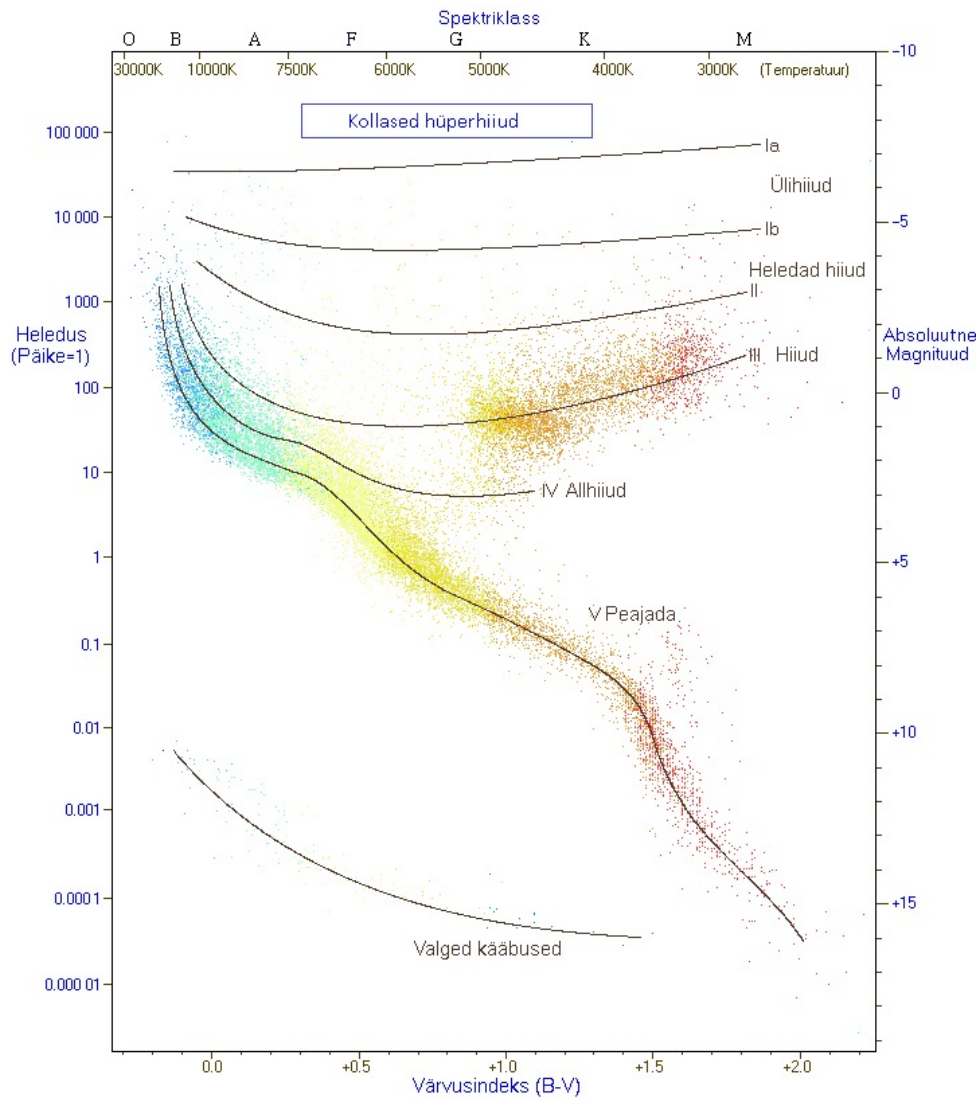 Spektriklass
O B A F G K M
30000K 10000K 7500K 6000K 5000K 4000K 3000K (Temperatuur)
-10
Kollased hüperhiiud
100 000
Ia
Ülihiiud
10 000
-5
Ib
Heledad hiiud
II
1 000
Heledus
(Päike=1)
Absoluutne
Magnituud
III Hiiud
100
0
10
IV Allhiiud
1
+5
V Peajada
0.1
0.01
+10
0.001
0.0001
+15
Valged kääbused
0.000 01
0.0 +0.5 +1.0 +1.5 +2.0
Värvusindeks (B-V)